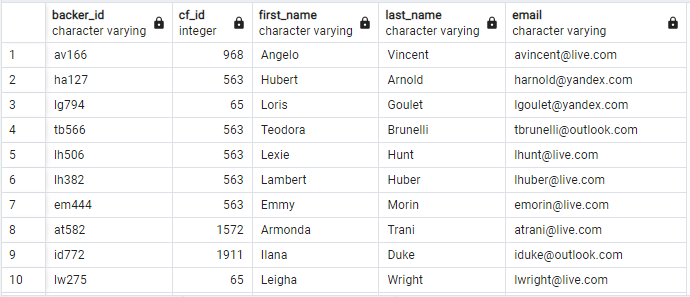 backer_id cf_id first_name last_name email
character varying integer character varying character varying character varying
1 av166 968 Angelo Vincent avincent@live.com
2 ha127 563 Hubert Arnold harnold@yandex.com
3 lg794 65 Loris Goulet lgoulet@yandex.com
4 tb566 563 Teodora Brunelli tbrunelli@outlook.com
5 lh506 563 Lexie Hunt lhunt@live.com
6 lh382 563 Lambert Huber lhuber@live.com
7 em444 563 Emmy Morin emorin@live.com
8 at582 1572 Armonda Trani atrani@live.com
9 id772 1911 Ilana Duke iduke@outlook.com
10 lw275 65 Leigha Wright lwright@live.com